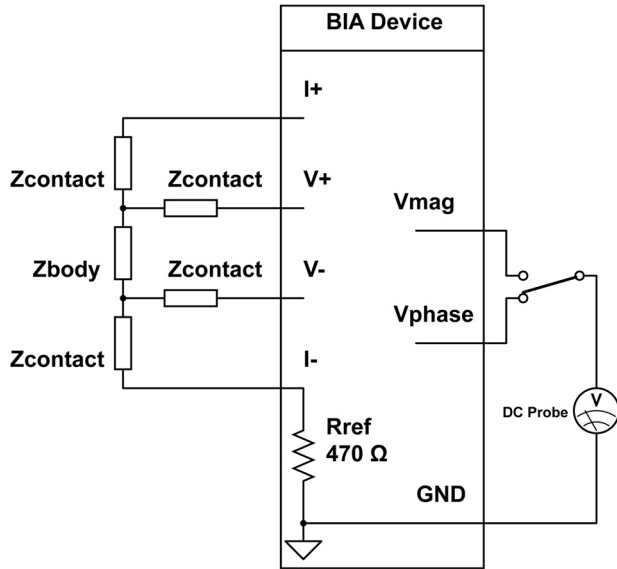 BIA Device
I+
Zcontact
Zcontact
V+
Vmag
Zbody
Zcontact
V-
Vphase
Zcontact
I-
V
DC Probe
Rref
470 Ω
GND